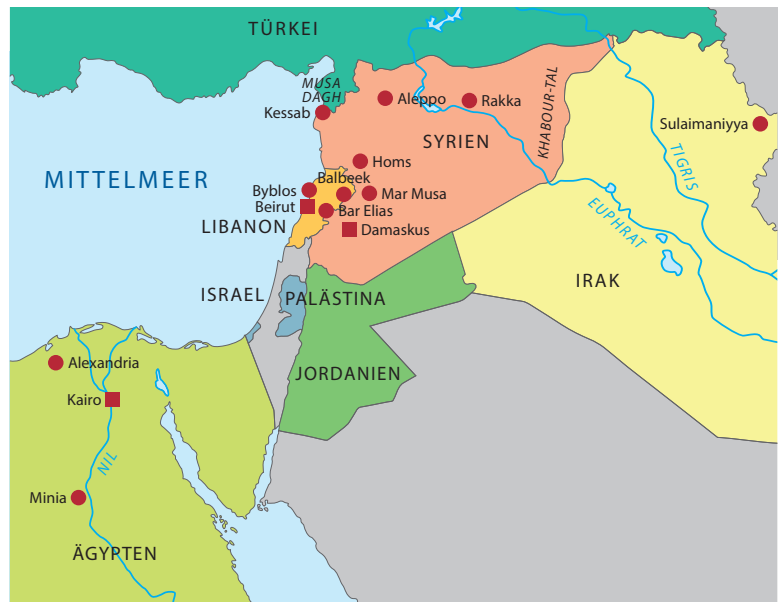 TÜRKEI
MUSA
DAGH
Kessab
Aleppo
Rakka
KHABOUR-TAL
Sulaimaniyya
SYRIEN
TIGRIS
Homs
MITTELMEER
Balbeek
Byblos
Mar Musa
Beirut
Bar Elias
LIBANON
Damaskus
EUPHRAT
IRAK
ISRAEL
PALÄSTINA
Alexandria
JORDANIEN
Kairo
NIL
Minia
ÄGYPTEN